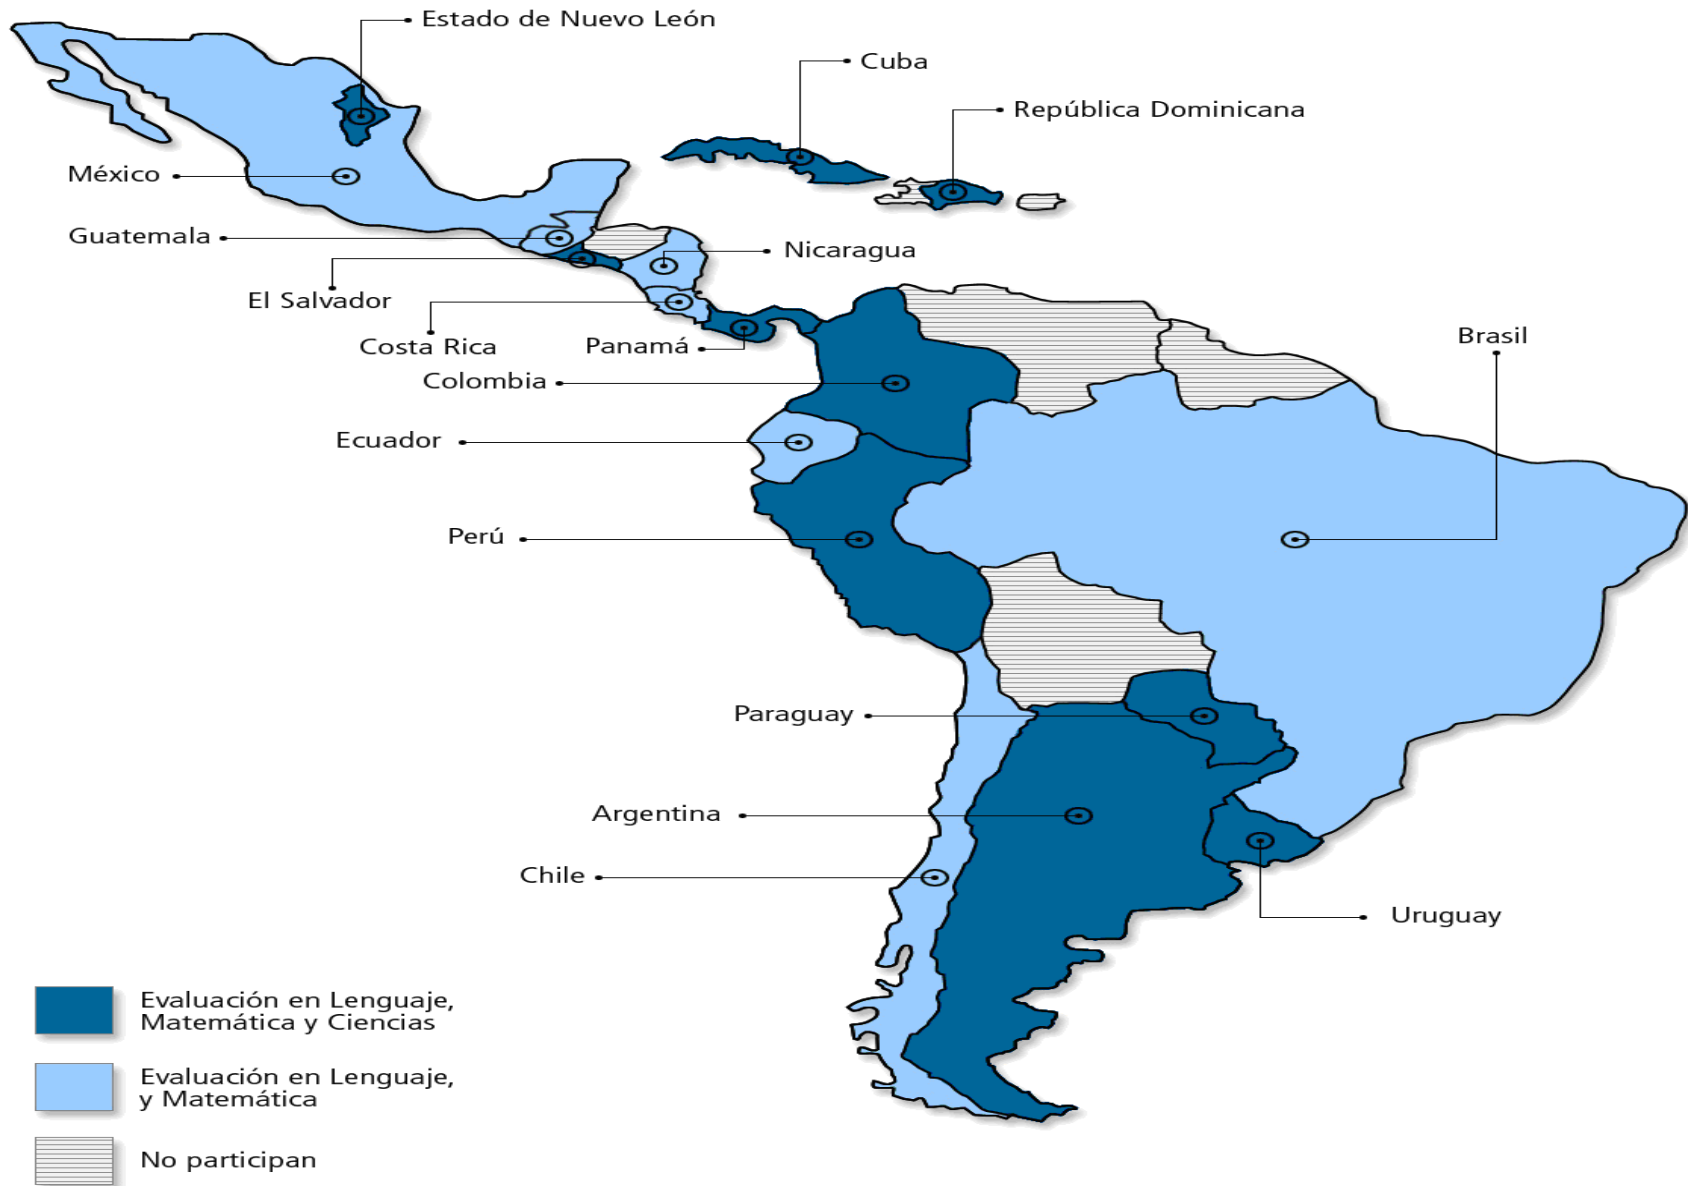 Estado de Nuevo León
Cuba
República Dominicana
México
Guatemala
Nicaragua
El Salvador
Costa Rica
Panamá
Brasil
Colombia
Ecuador
Perú
Paraguay
Argentina
Chile
Uruguay
Evaluación en Lenguaje,
Matemática y Ciencias
Evaluación en Lenguaje,
y Matemática
No participan